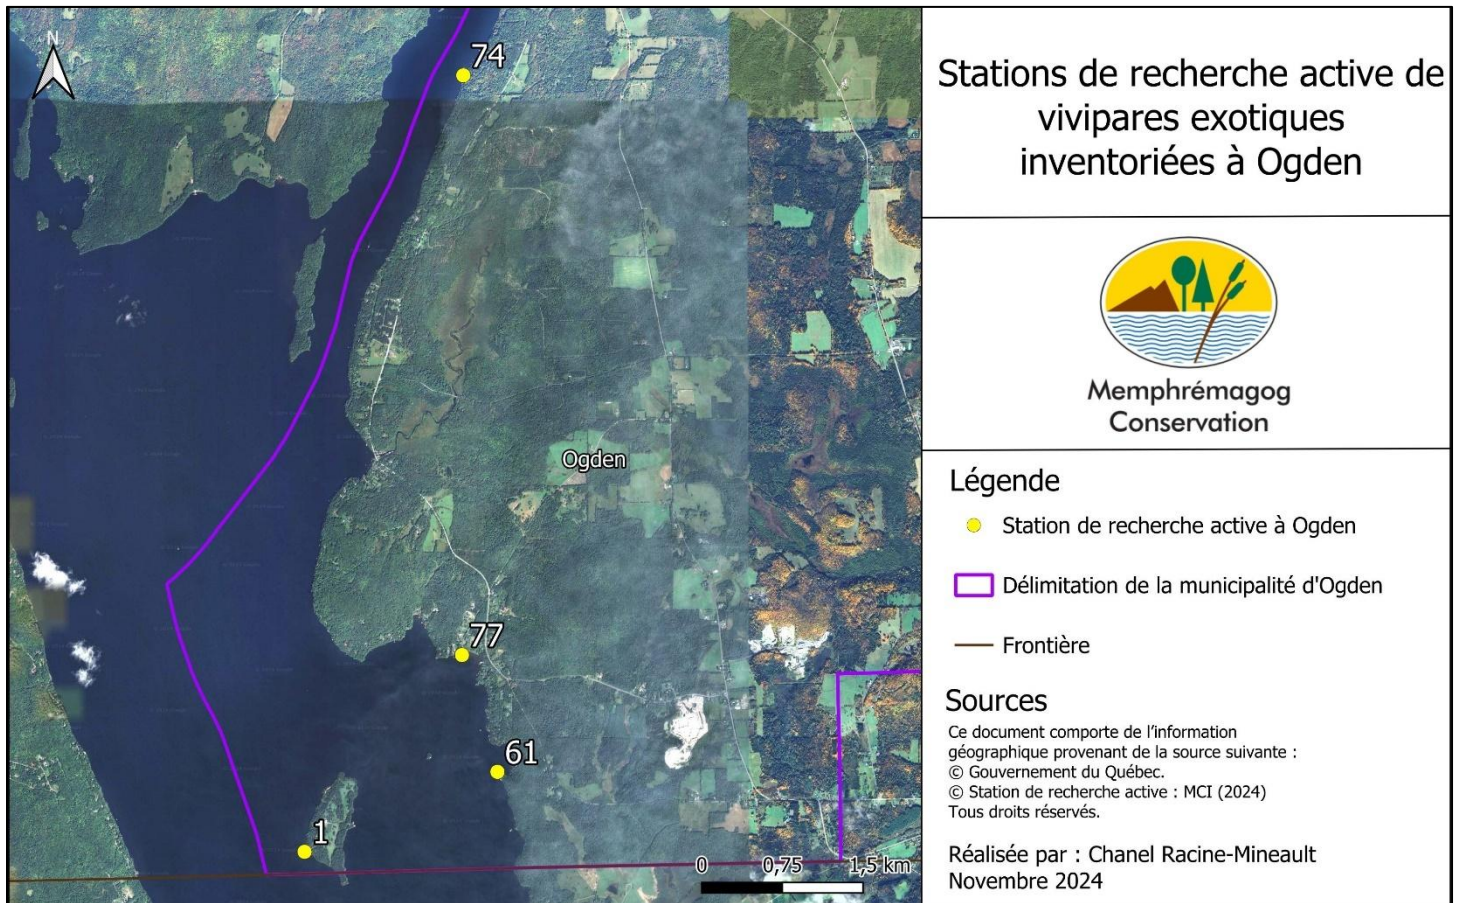 N
74
Ogden
77
61
1
0 0,75 1,5 km
Stations de recherche active de
vivipares exotiques
inventoriées à Ogden
Memphrémagog
Conservation
Légende
Station de recherche active à Ogden
Délimitation de la municipalité d'Ogden
Frontière
Sources
Ce document comporte de l'information
géographique provenant de la source suivante :
© Gouvernement du Québec.
© Station de recherche active : MCI (2024)
Tous droits réservés.
Réalisée par : Chanel Racine-Mineault
Novembre 2024